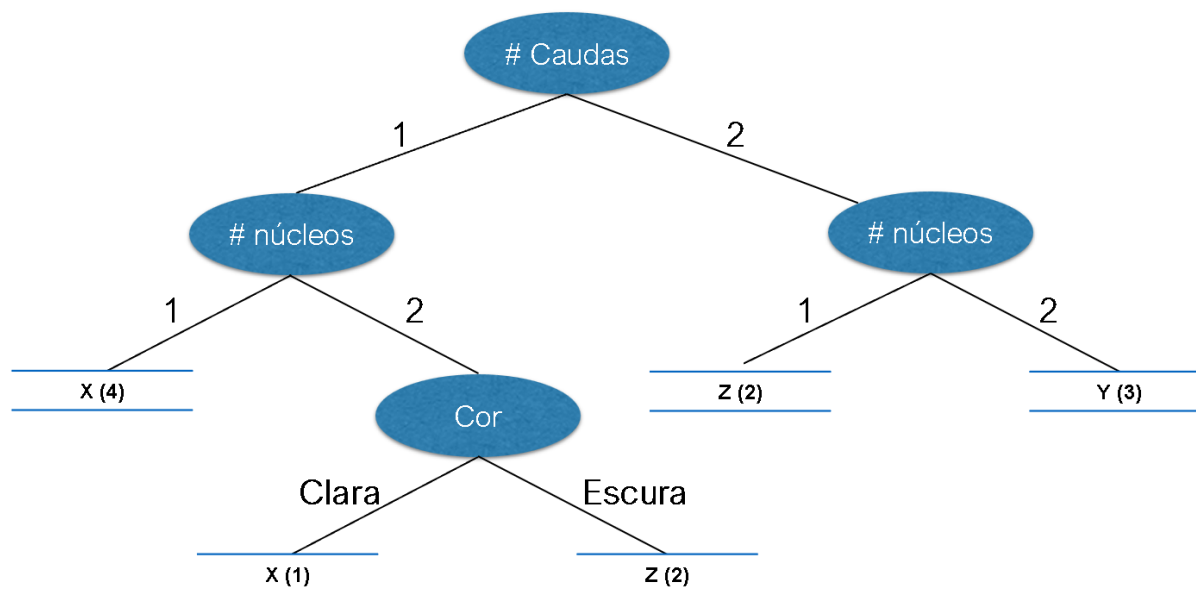 # Caudas
1
2
# núcleos
# núcleos
1
2
1
2
X (4)
Z (2)
Y (3)
Cor
Clara
Escura
X (1)
Z (2)